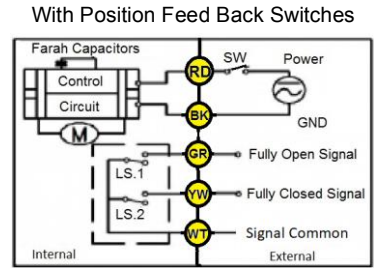 With Position Feed Back Switches
Farah Capacitors
Control
Circuit
M
RD
SW
Power
BK
GND
GR
Fully Open Signal
LS.1
YW
Fully Closed Signal
LS.2
WT
Signal Common
Internal
External